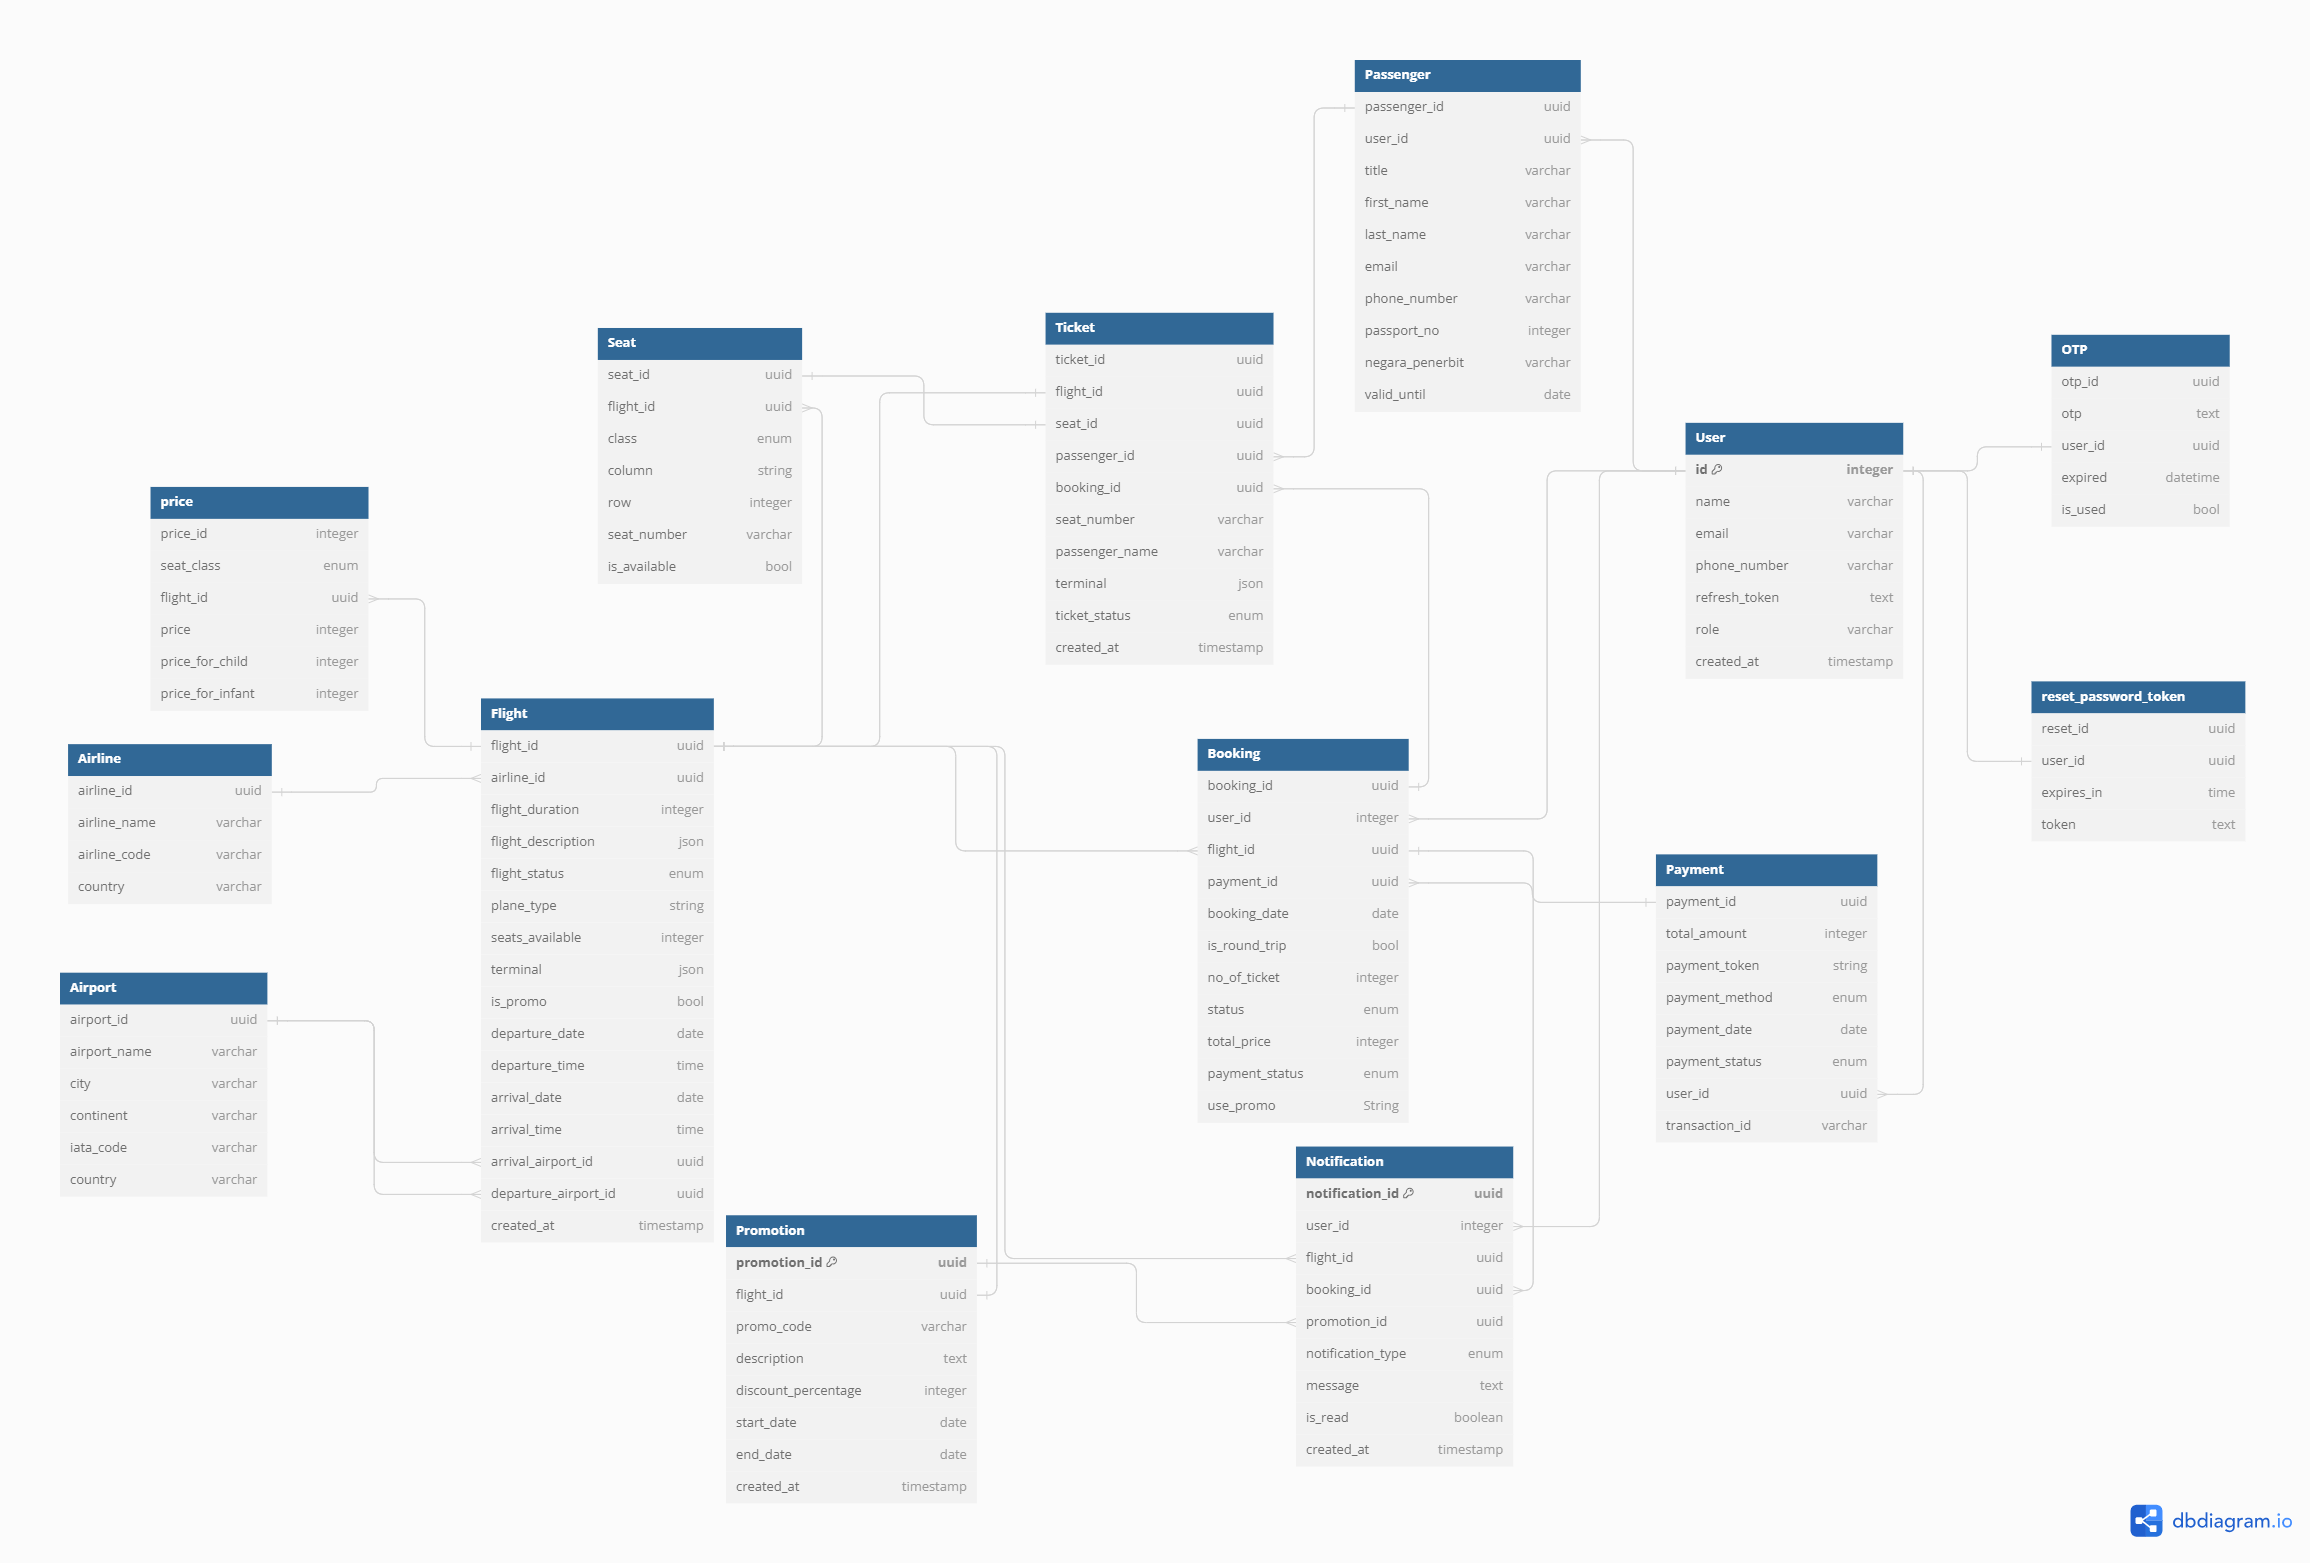 Passenger
passenger_id uuid
user_id uuid
title varchar
first_name varchar
last_name varchar
email varchar
phone_number varchar
passport_no integer
negara_penerbit varchar
valid_until date
Ticket
ticket_id uuid
flight_id uuid
seat_id uuid
passenger_id uuid
booking_id uuid
seat_number varchar
passenger_name varchar
terminal json
ticket_status enum
created_at timestamp
Seat
seat_id uuid
flight_id uuid
class enum
column string
row integer
seat_number varchar
is_available bool
OTP
otp_id uuid
otp text
user_id uuid
expired datetime
is_used bool
User
id integer
name varchar
email varchar
phone_number varchar
refresh_token text
role varchar
created_at timestamp
price
price_id integer
seat_class enum
flight_id uuid
price integer
price_for_child integer
price_for_infant integer
reset_password_token
reset_id uuid
user_id uuid
expires_in time
token text
Flight
flight_id uuid
airline_id uuid
flight_duration integer
flight_description json
flight_status enum
plane_type string
seats_available integer
terminal json
is_promo bool
departure_date date
departure_time time
arrival_date date
arrival_time time
arrival_airport_id uuid
departure_airport_id uuid
created_at timestamp
Airline
airline_id uuid
airline_name varchar
airline_code varchar
country varchar
Booking
booking_id uuid
user_id integer
flight_id uuid
payment_id uuid
booking_date date
is_round_trip bool
no_of_ticket integer
status enum
total_price integer
payment_status enum
use_promo String
Payment
payment_id uuid
total_amount integer
payment_token string
payment_method enum
payment_date date
payment_status enum
user_id uuid
transaction_id varchar
Airport
airport_id uuid
airport_name varchar
city varchar
continent varchar
iata_code varchar
country varchar
Notification
notification_id uuid
user_id integer
flight_id uuid
booking_id uuid
promotion_id uuid
notification_type enum
message text
is_read boolean
created_at timestamp
Promotion
promotion_id uuid
flight_id uuid
promo_code varchar
description text
discount_percentage integer
start_date date
end_date date
created_at timestamp
dbdiagram.io